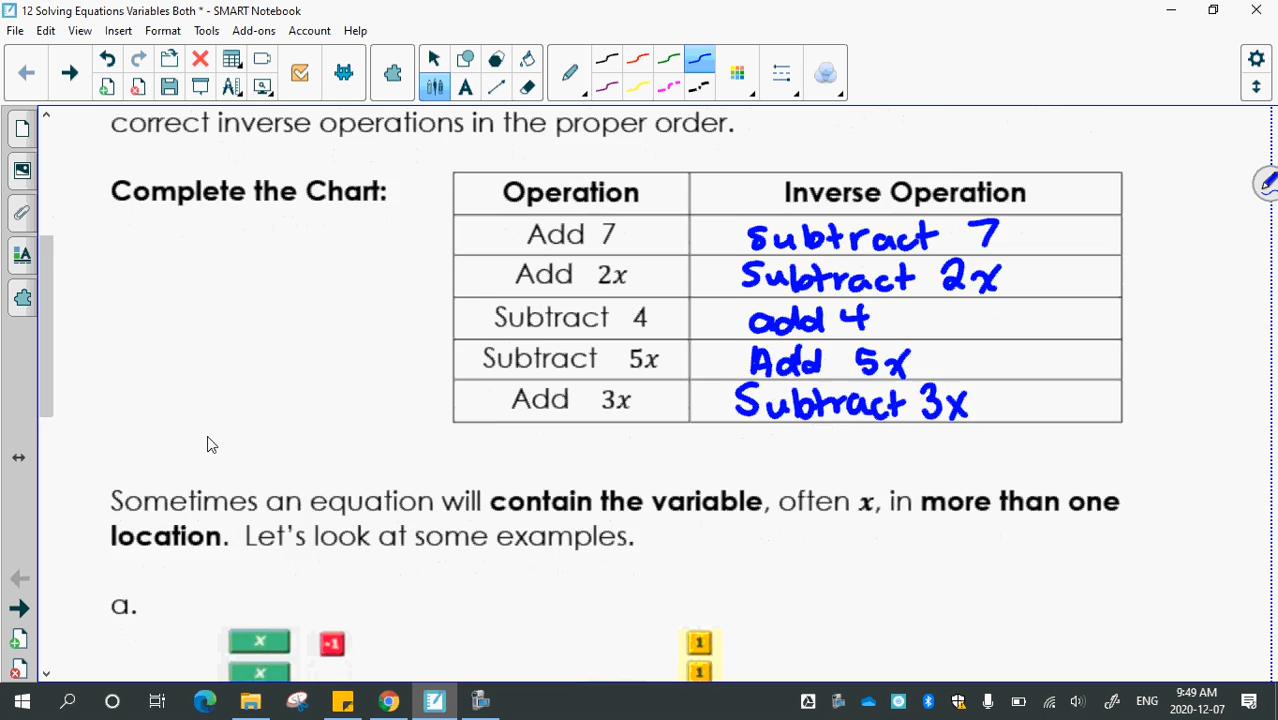 12 Solving Equations Variables Both * - SMART Notebook
File Edit View Insert Format Tools Add-ons Account Help
correct inverse operations in the proper order.
Complete the Chart:
Operation Inverse Operation
Add 7 Subtract 7
Add 2x Subtract 2x
Subtract 4 add 4
Subtract 5x Add 5x
Add 3x Subtract 3x
Sometimes an equation will contain the variable, often x, in more than one
location. Let's look at some examples.
a.
x -1 1
x 1
ENG
9:49 AM
2020-12-07